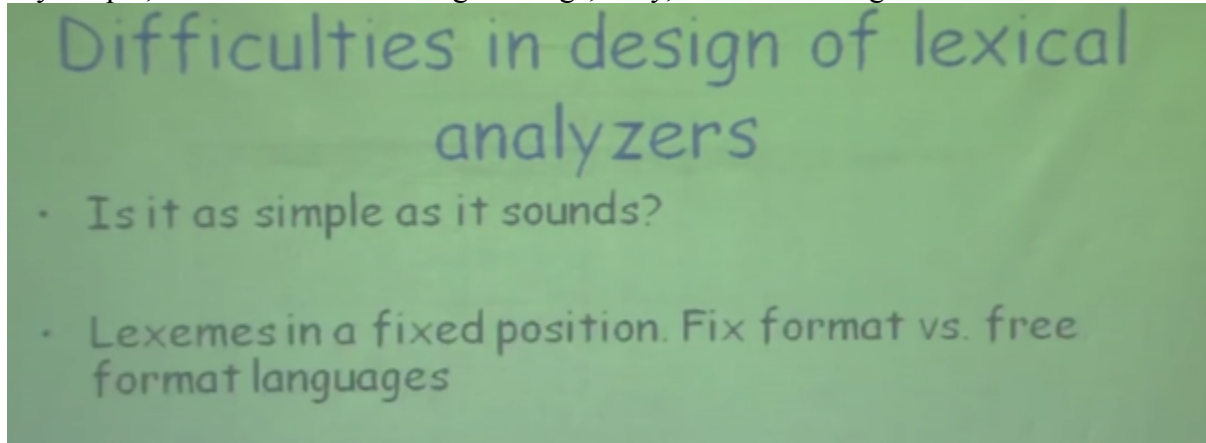 Difficulties in design of lexical
analyzers
• Is it as simple as it sounds?
• Lexemes in a fixed position. Fix format vs. free
format languages